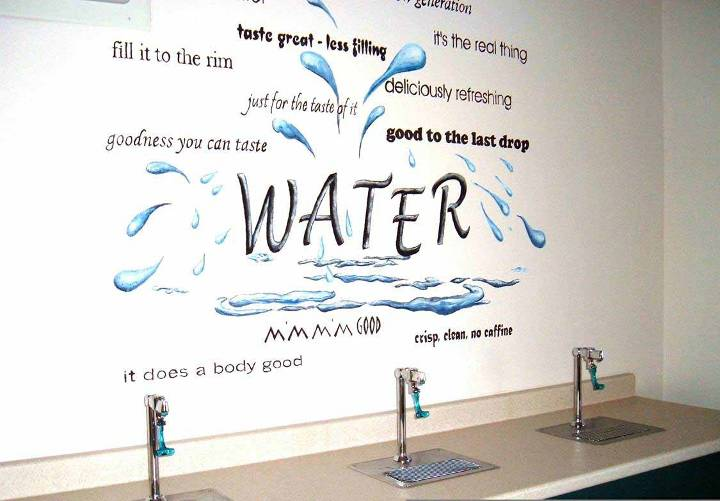 generation
taste great - less filling
it's the real thing
fill it to the rim
deliciously refreshing
just for the taste of it
goodness you can taste
good to the last drop
WATER
M'M M'M GOOD
crisp, clean, no caffine
it does a body good